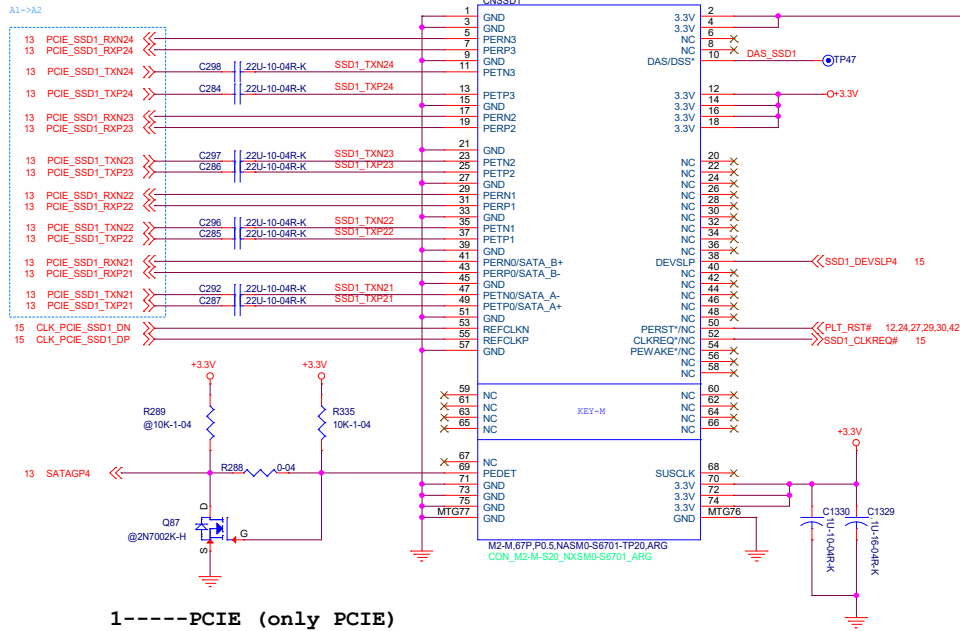 CNSSD1
A1->A2
1 GND 3.3V 2
3 GND 3.3V 4
13 PCIE_SSD1_RXN24 5 PERN3 NC 6
13 PCIE_SSD1_RXP24 7 PERP3 NC 8
9 GND DAS/DSS* 10 DAS_SSD1 TP47
13 PCIE_SSD1_TXN24 C298 .22U-10-04R-K SSD1_TXN24 11 PETN3
13 PCIE_SSD1_TXP24 C284 .22U-10-04R-K SSD1_TXP24 13 PETP3 3.3V 12 +3.3V
15 GND 3.3V 14
13 PCIE_SSD1_RXN23 17 PERN2 3.3V 16
13 PCIE_SSD1_RXP23 19 PERP2 3.3V 18
21 GND NC 20
13 PCIE_SSD1_TXN23 C297 .22U-10-04R-K SSD1_TXN23 23 PETN2 NC 22
13 PCIE_SSD1_TXP23 C286 .22U-10-04R-K SSD1_TXP23 25 PETP2 NC 24
27 GND NC 26
13 PCIE_SSD1_RXN22 29 PERN1 NC 28
13 PCIE_SSD1_RXP22 31 PERP1 NC 30
33 GND NC 32
13 PCIE_SSD1_TXN22 C296 .22U-10-04R-K SSD1_TXN22 35 PETN1 NC 34
13 PCIE_SSD1_TXP22 C285 .22U-10-04R-K SSD1_TXP22 37 PETP1 NC 36
39 GND DEVSLP 38 SSD1_DEVSLP4 15
13 PCIE_SSD1_RXN21 41 PERN0/SATA_B+ NC 40
13 PCIE_SSD1_RXP21 43 PERP0/SATA_B- NC 42
45 GND NC 44
13 PCIE_SSD1_TXN21 C292 .22U-10-04R-K SSD1_TXN21 47 PETN0/SATA_A- NC 46
13 PCIE_SSD1_TXP21 C287 .22U-10-04R-K SSD1_TXP21 49 PETP0/SATA_A+ NC 48
51 GND PERST*/NC 50 PLT_RST# 12,24,27,29,30,42
15 CLK_PCIE_SSD1_DN 53 REFCLKN CLKREQ*/NC 52 SSD1_CLKREQ# 15
15 CLK_PCIE_SSD1_DP 55 REFCLKP PEWAKE*/NC 54
57 GND NC 56
NC 58
59 NC NC 60
61 NC NC 62
63 NC KEY-M NC 64
65 NC NC 66
+3.3V +3.3V
R289 R335
@10K-1-04 10K-1-04
+3.3V
67 NC
13 SATAGP4 R288 0-04 69 PEDET SUSCLK 68
71 GND 3.3V 70
73 GND 3.3V 72
75 GND 3.3V 74
MTG77 GND GND MTG76
D
Q87
@2N7002K-H
G
S
C1330 C1329
.1U-10-04R-K .1U-16-04R-K
M2-M,67P,P0.5,NASM0-S6701-TP20,ARG
CON_M2-M-S20_NXSM0-S6701_ARG
1-----PCIE (only PCIE)